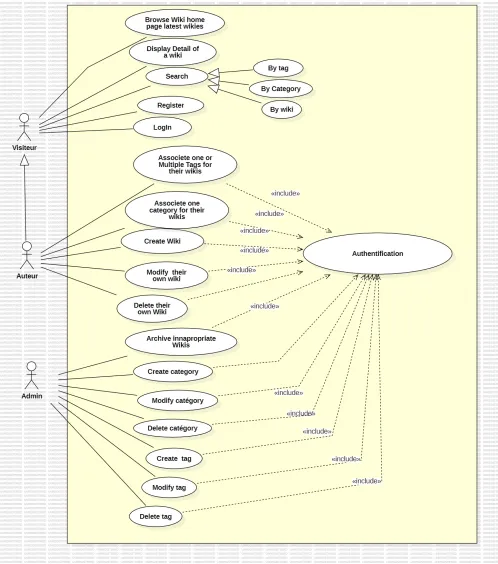 Browse Wiki home
page latest wikies
Display Detail of
a wiki
Search
By tag
By Category
By wiki
Register
LogIn
Visiteur
Associete one or
Multiple Tags for
their wikis
«include»
Associete one
category for their
wikis
«include»
«include»
Create Wiki
«include»
Authentification
Auteur
Modify their
own wiki
«include»
Delete their
own Wiki
«include»
Archive innapropriate
Wikis
Create category
Admin
Modify catégory
«include»
Delete catégory
«include»
«include»
Create tag
«include»
Modify tag
«include»
Delete tag